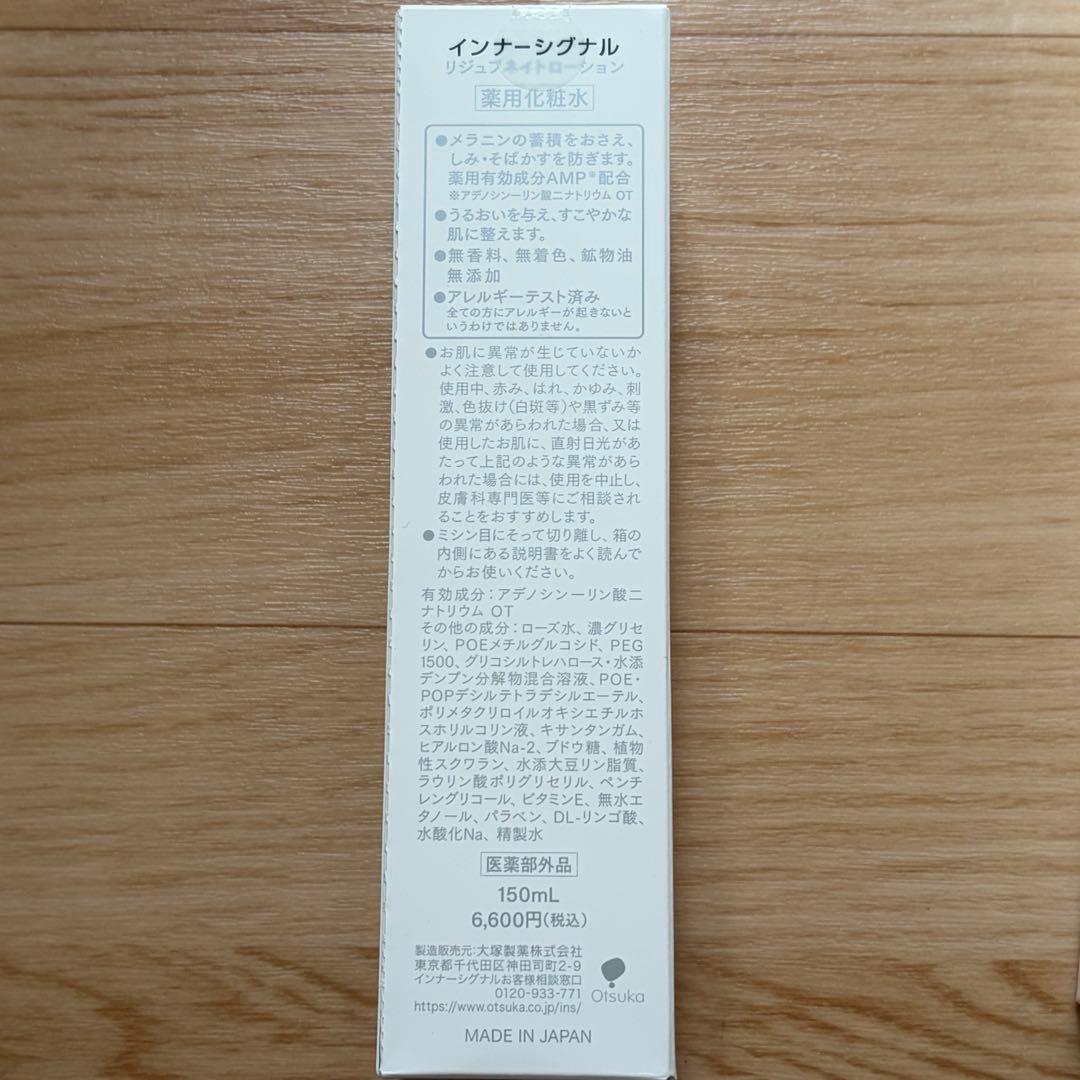 インナーシグナル
リジュブネイトローション
薬用化粧水
●メラニンの蓄積をおさえ、
しみ・そばかすを防ぎます。
薬用有効成分AMP※配合
※アデノシン一リン酸二ナトリウム OT
●うるおいを与え、すこやかな
肌に整えます。
●無香料、無着色、鉱物油
無添加
●アレルギーテスト済み
全ての方にアレルギーが起きないと
いうわけではありません。
●お肌に異常が生じていないか
よく注意して使用してください。
使用中、赤み、はれ、かゆみ、刺
激、色抜け(白斑等)や黒ずみ等
の異常があらわれた場合、又は
使用したお肌に、直射日光があ
たって上記のような異常があら
われた場合には、使用を中止し、
皮膚科専門医等にご相談され
ることをおすすめします。
●ミシン目にそって切り離し、箱の
内側にある説明書をよく読んで
からお使いください。
有効成分：アデノシン一リン酸二
ナトリウム OT
その他の成分：ローズ水、濃グリセ
リン、POEメチルグルコシド、PEG
1500、グリコシルトレハロース・水添
デンプン分解物混合溶液、POE・
POPデシルテトラデシルエーテル、
ポリメタクリロイルオキシエチルホ
スホリルコリン液、キサンタンガム、
ヒアルロン酸Na-2、ブドウ糖、植物
性スクワラン、水添大豆リン脂質、
ラウリン酸ポリグリセリル、ペンチ
レングリコール、ビタミンE、無水エ
タノール、パラベン、DL-リンゴ酸、
水酸化Na、精製水
医薬部外品
150mL
6,600円(税込)
製造販売元：大塚製薬株式会社
東京都千代田区神田司町2-9
インナーシグナルお客様相談窓口
0120-933-771
https://www.otsuka.co.jp/ins/
Otsuka
MADE IN JAPAN